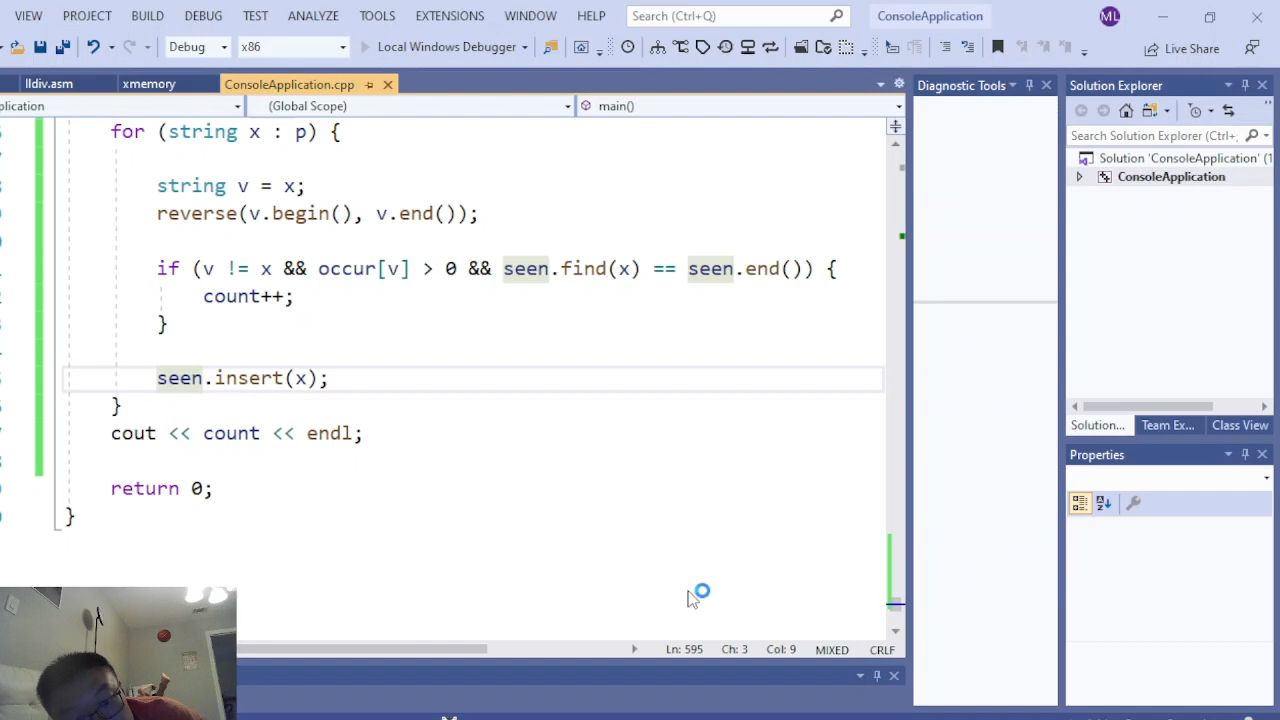 VIEW PROJECT BUILD DEBUG TEST ANALYZE TOOLS EXTENSIONS WINDOW HELP Search (Ctrl+Q) ConsoleApplication ML
Debug x86 Local Windows Debugger Live Share
lldiv.asm xmemory ConsoleApplication.cpp Diagnostic Tools Solution Explorer
plication (Global Scope) main()
for (string x : p) {
string v = x;
reverse(v.begin(), v.end());
if (v != x && occur[v] > 0 && seen.find(x) == seen.end()) {
count++;
}
seen.insert(x);
}
cout << count << endl;
return 0;
}
Ln: 595 Ch: 3 Col: 9 MIXED CRLF
Search Solution Explorer (Ctrl+;
Solution 'ConsoleApplication' (1
ConsoleApplication
Solution... Team Ex... Class View
Properties